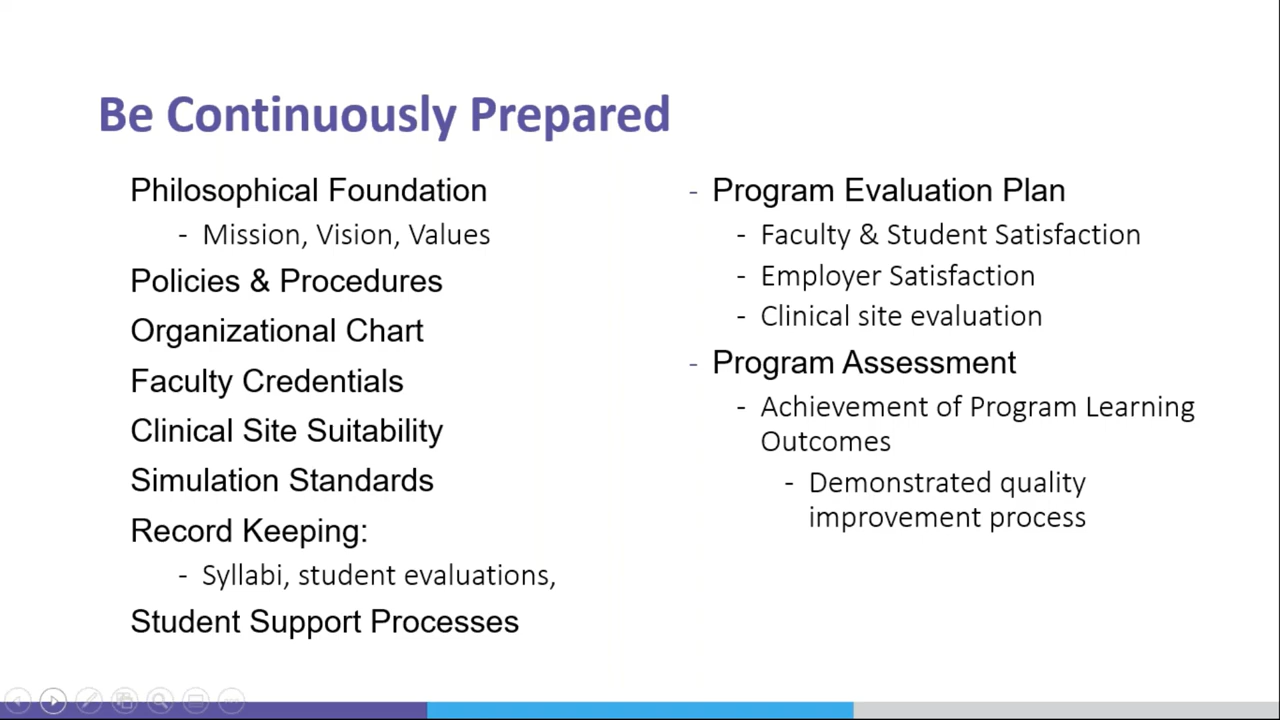 Be Continuously Prepared
Philosophical Foundation
- Mission, Vision, Values
Policies & Procedures
Organizational Chart
Faculty Credentials
Clinical Site Suitability
Simulation Standards
Record Keeping:
- Syllabi, student evaluations,
Student Support Processes
- Program Evaluation Plan
- Faculty & Student Satisfaction
- Employer Satisfaction
- Clinical site evaluation
- Program Assessment
- Achievement of Program Learning
Outcomes
- Demonstrated quality
improvement process